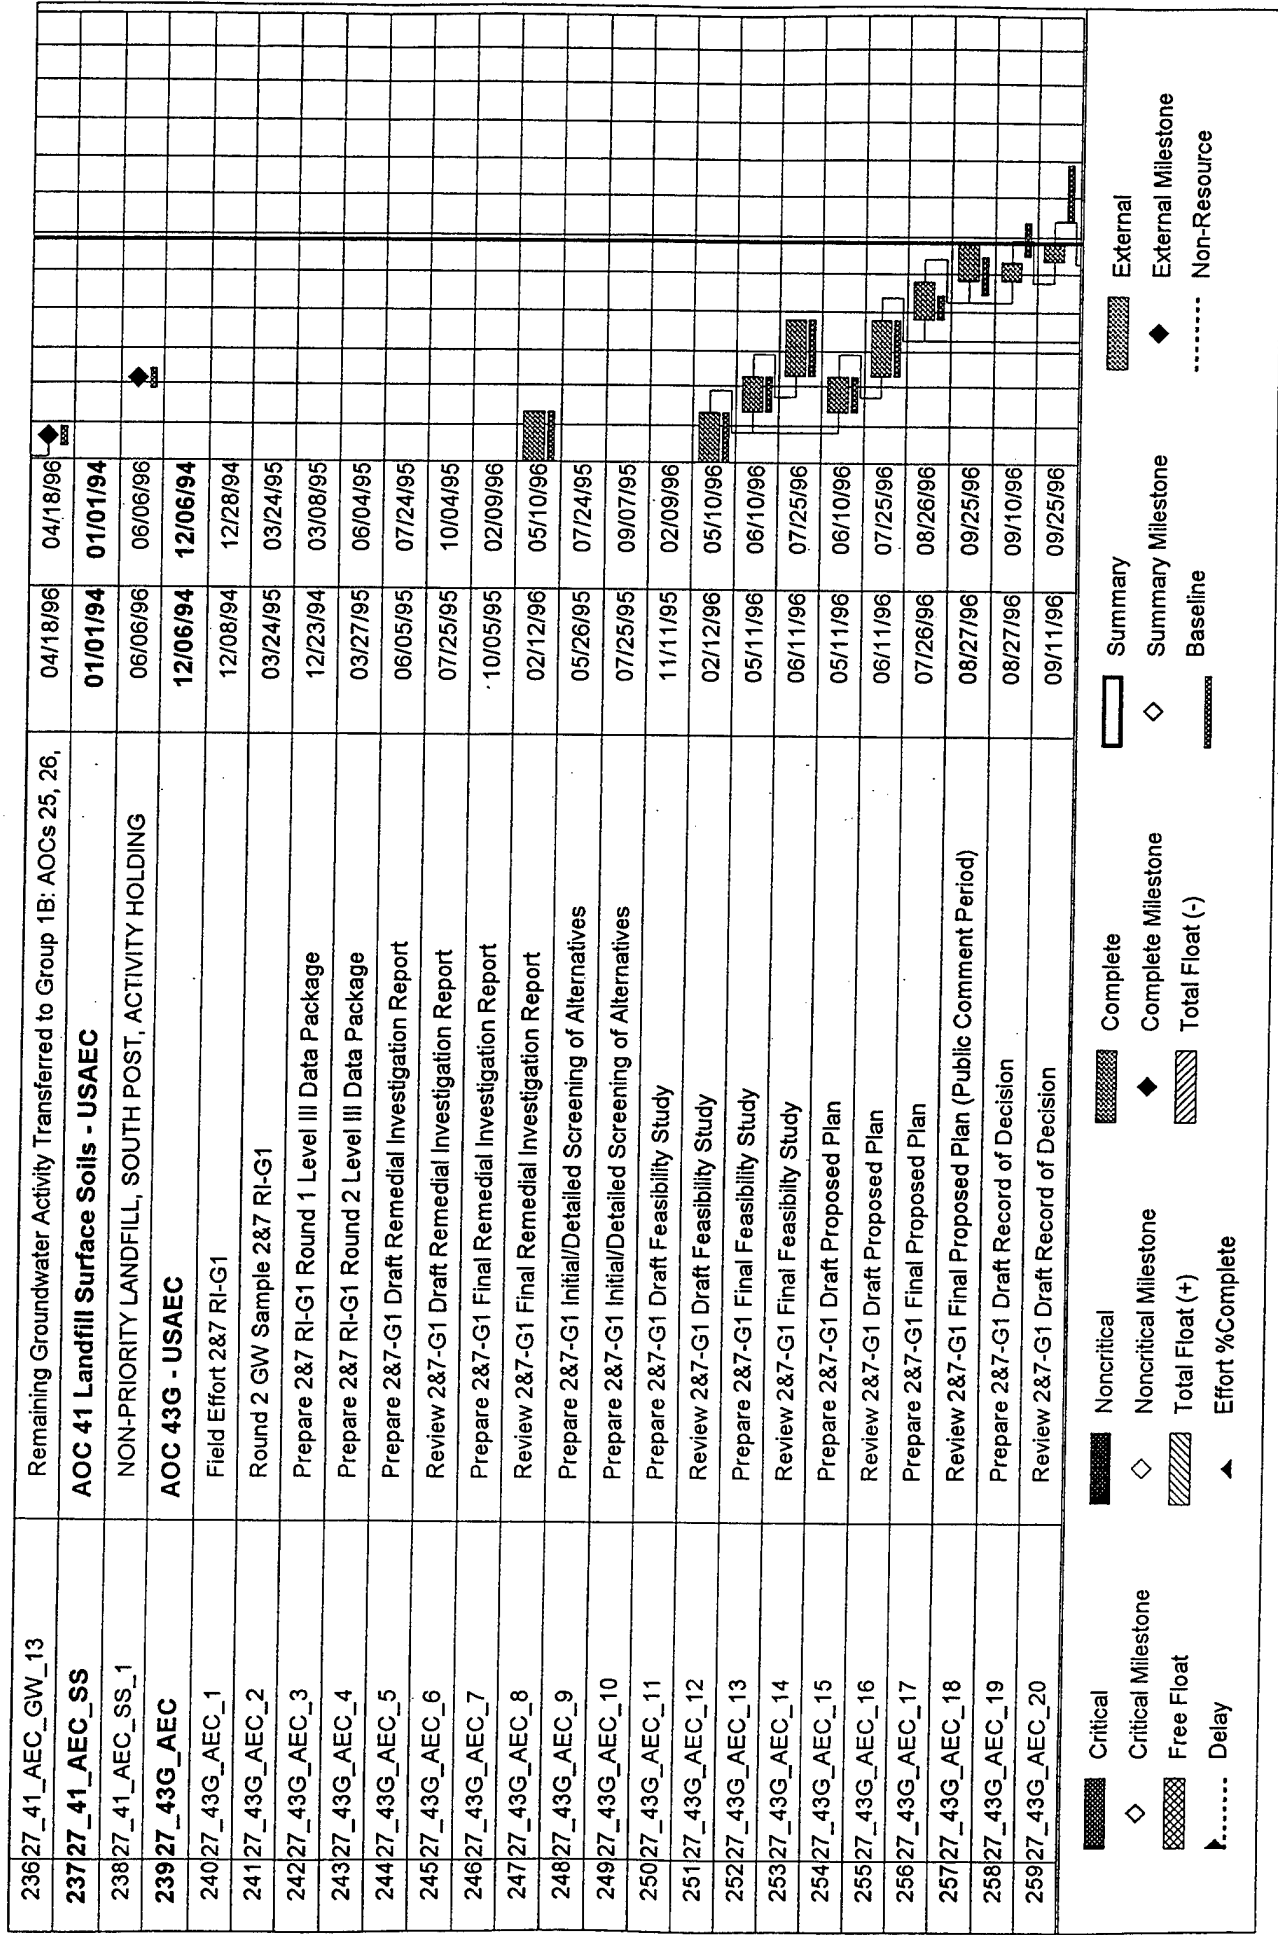 236 27_41_AEC_GW_13 Remaining Groundwater Activity Transferred to Group 1B: AOCs 25, 26, 04/18/96 04/18/96
237 27_41_AEC_SS AOC 41 Landfill Surface Soils - USAEC 01/01/94 01/01/94
238 27_41_AEC_SS_1 NON-PRIORITY LANDFILL, SOUTH POST, ACTIVITY HOLDING 06/06/96 06/06/96
239 27_43G_AEC AOC 43G - USAEC 12/06/94 12/06/94
240 27_43G_AEC_1 Field Effort 2&7 RI-G1 12/08/94 12/28/94
241 27_43G_AEC_2 Round 2 GW Sample 2&7 RI-G1 03/24/95 03/24/95
242 27_43G_AEC_3 Prepare 2&7 RI-G1 Round 1 Level III Data Package 12/23/94 03/08/95
243 27_43G_AEC_4 Prepare 2&7 RI-G1 Round 2 Level III Data Package 03/27/95 06/04/95
244 27_43G_AEC_5 Prepare 2&7-G1 Draft Remedial Investigation Report 06/05/95 07/24/95
245 27_43G_AEC_6 Review 2&7-G1 Draft Remedial Investigation Report 07/25/95 10/04/95
246 27_43G_AEC_7 Prepare 2&7-G1 Final Remedial Investigation Report 10/05/95 02/09/96
247 27_43G_AEC_8 Review 2&7-G1 Final Remedial Investigation Report 02/12/96 05/10/96
248 27_43G_AEC_9 Prepare 2&7-G1 Initial/Detailed Screening of Alternatives 05/26/95 07/24/95
249 27_43G_AEC_10 Prepare 2&7-G1 Initial/Detailed Screening of Alternatives 07/25/95 09/07/95
250 27_43G_AEC_11 Prepare 2&7-G1 Draft Feasibility Study 11/11/95 02/09/96
251 27_43G_AEC_12 Review 2&7-G1 Draft Feasibility Study 02/12/96 05/10/96
252 27_43G_AEC_13 Prepare 2&7-G1 Final Feasibility Study 05/11/96 06/10/96
253 27_43G_AEC_14 Review 2&7-G1 Final Feasibility Study 06/11/96 07/25/96
254 27_43G_AEC_15 Prepare 2&7-G1 Draft Proposed Plan 05/11/96 06/10/96
255 27_43G_AEC_16 Review 2&7-G1 Draft Proposed Plan 06/11/96 07/25/96
256 27_43G_AEC_17 Prepare 2&7-G1 Final Proposed Plan 07/26/96 08/26/96
257 27_43G_AEC_18 Review 2&7-G1 Final Proposed Plan (Public Comment Period) 08/27/96 09/25/96
258 27_43G_AEC_19 Prepare 2&7-G1 Draft Record of Decision 08/27/96 09/10/96
259 27_43G_AEC_20 Review 2&7-G1 Draft Record of Decision 09/11/96 09/25/96
Critical Noncritical Complete Summary External
Critical Milestone Noncritical Milestone Complete Milestone Summary Milestone External Milestone
Free Float Total Float (+) Total Float (-) Baseline Non-Resource
Delay Effort %Complete